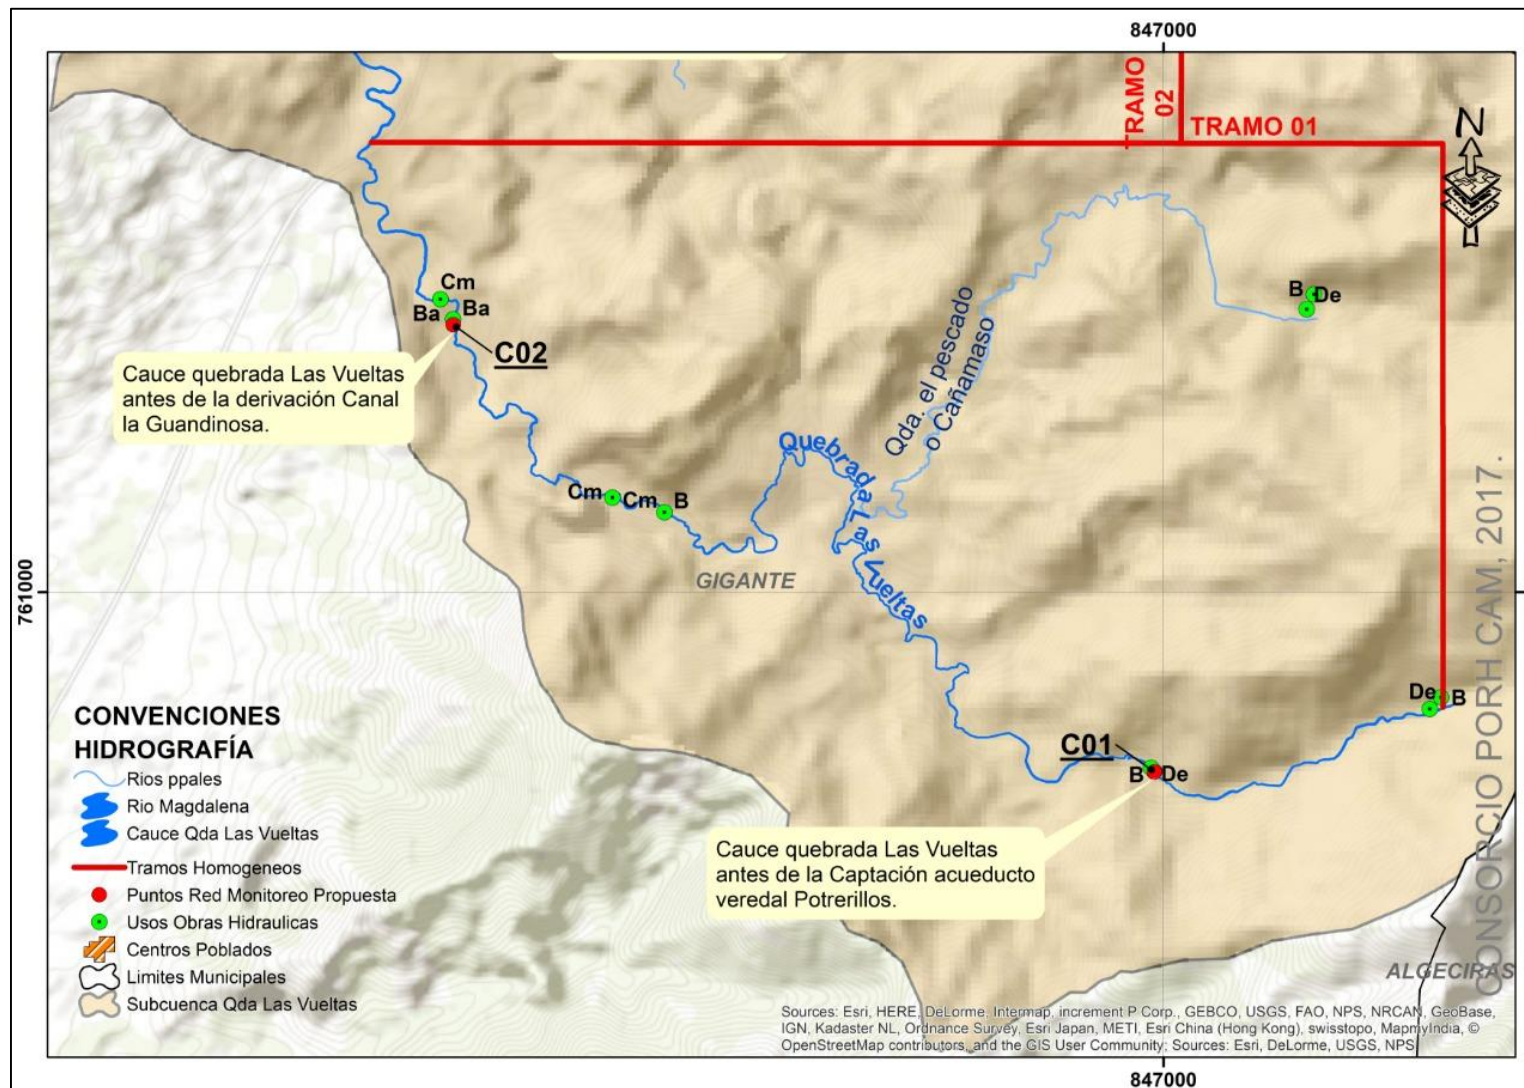 847000
TRAMO
02
TRAMO 01
N
Cm
Ba
Ba
C02
B
De
Cauce quebrada Las Vueltas
antes de la derivación Canal
la Guandinosa.
Qda. el pescado
o Cañamaso
Quebrada Las Vueltas
Cm
Cm
B
GIGANTE
761000
De
B
C01
B
De
Cauce quebrada Las Vueltas
antes de la Captación acueducto
veredal Potrerillos.
CONVENCIONES
HIDROGRAFÍA
Rios ppales
Rio Magdalena
Cauce Qda Las Vueltas
Tramos Homogeneos
Puntos Red Monitoreo Propuesta
Usos Obras Hidraulicas
Centros Poblados
Limites Municipales
Subcuenca Qda Las Vueltas
ALGECIRAS
CONSORCIO PORH CAM, 2017.
Sources: Esri, HERE, DeLorme, Intermap, increment P Corp., GEBCO, USGS, FAO, NPS, NRCAN, GeoBase,
IGN, Kadaster NL, Ordnance Survey, Esri Japan, METI, Esri China (Hong Kong), swisstopo, MapmyIndia, ©
OpenStreetMap contributors, and the GIS User Community; Sources: Esri, DeLorme, USGS, NPS
847000